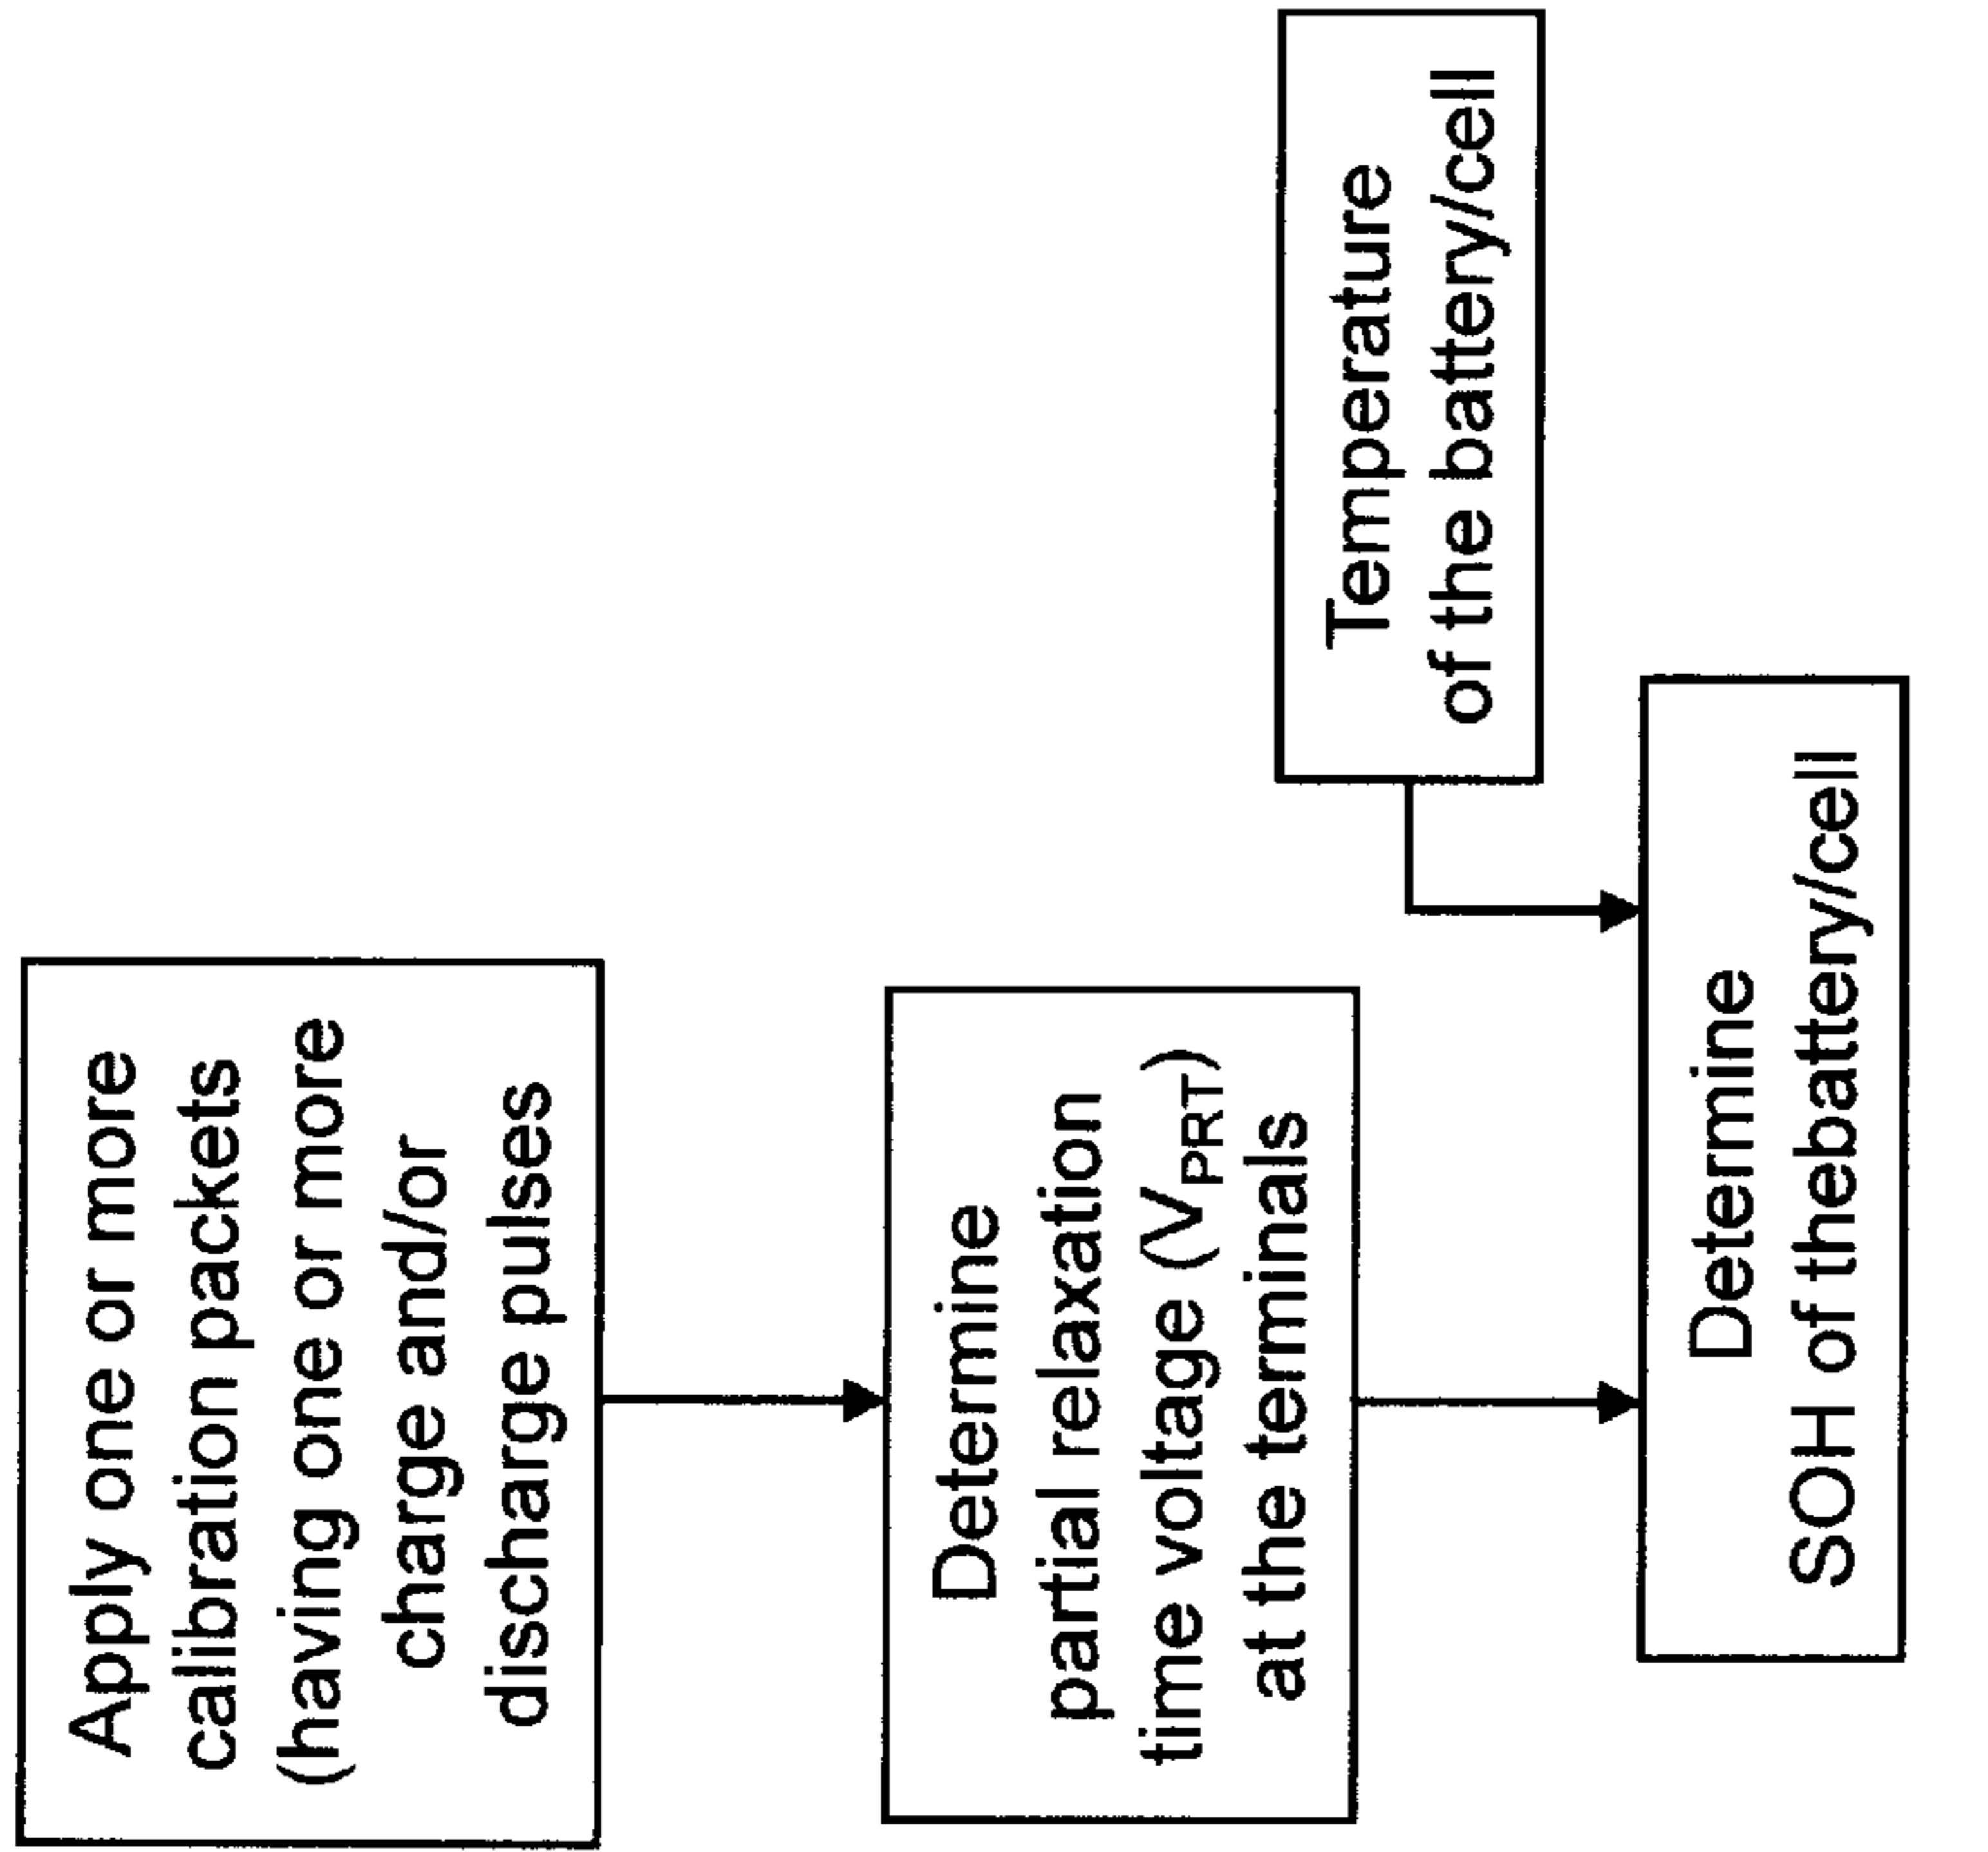 Apply one or more
calibration packets
(having one or more
charge and/or
discharge pulses
Determine
partial relaxation
time voltage (VPRT)
at the terminals
Temperature
of the battery/cell
Determine
SOH of thebattery/cell